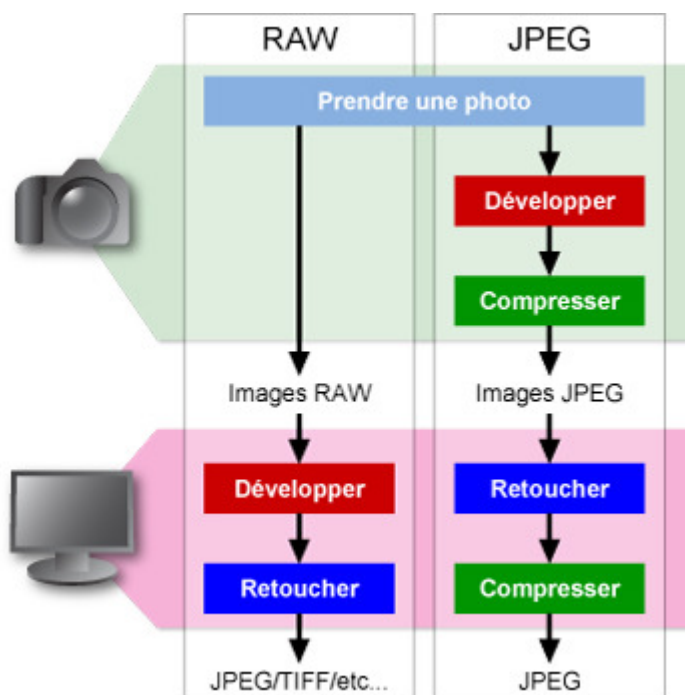 RAW
JPEG
Prendre une photo
Développer
Compresser
Images RAW
Images JPEG
Développer
Retoucher
Retoucher
Compresser
JPEG/TIFF/etc...
JPEG